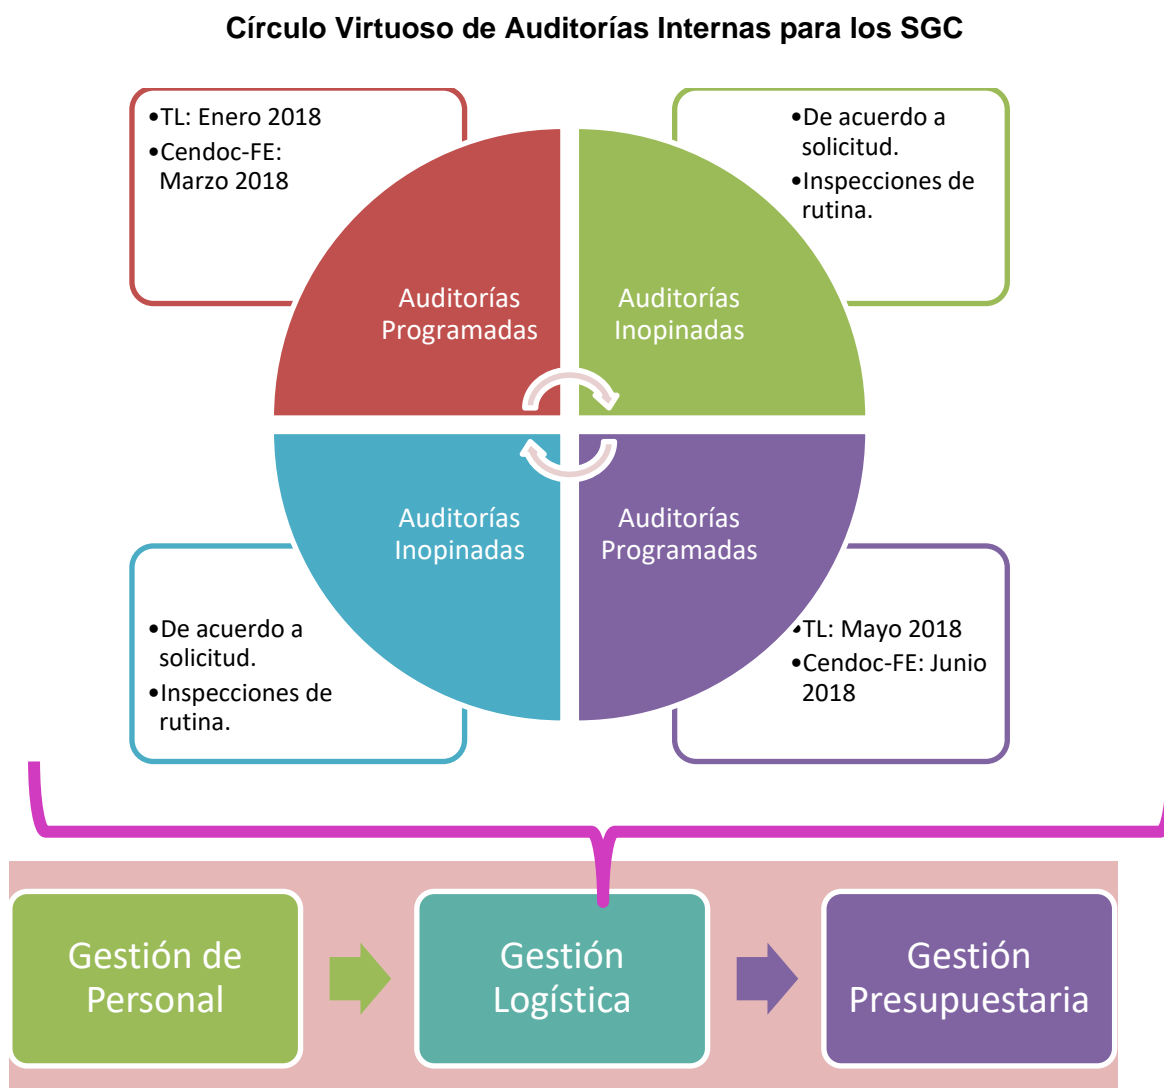 Círculo Virtuoso de Auditorías Internas para los SGC
•TL: Enero 2018
•Cendoc-FE:
Marzo 2018
•De acuerdo a
solicitud.
•Inspecciones de
rutina.
Auditorías
Programadas
Auditorías
Inopinadas
Auditorías
Inopinadas
Auditorías
Programadas
•De acuerdo a
solicitud.
•Inspecciones de
rutina.
•TL: Mayo 2018
•Cendoc-FE: Junio
2018
Gestión de
Personal
Gestión
Logística
Gestión
Presupuestaria